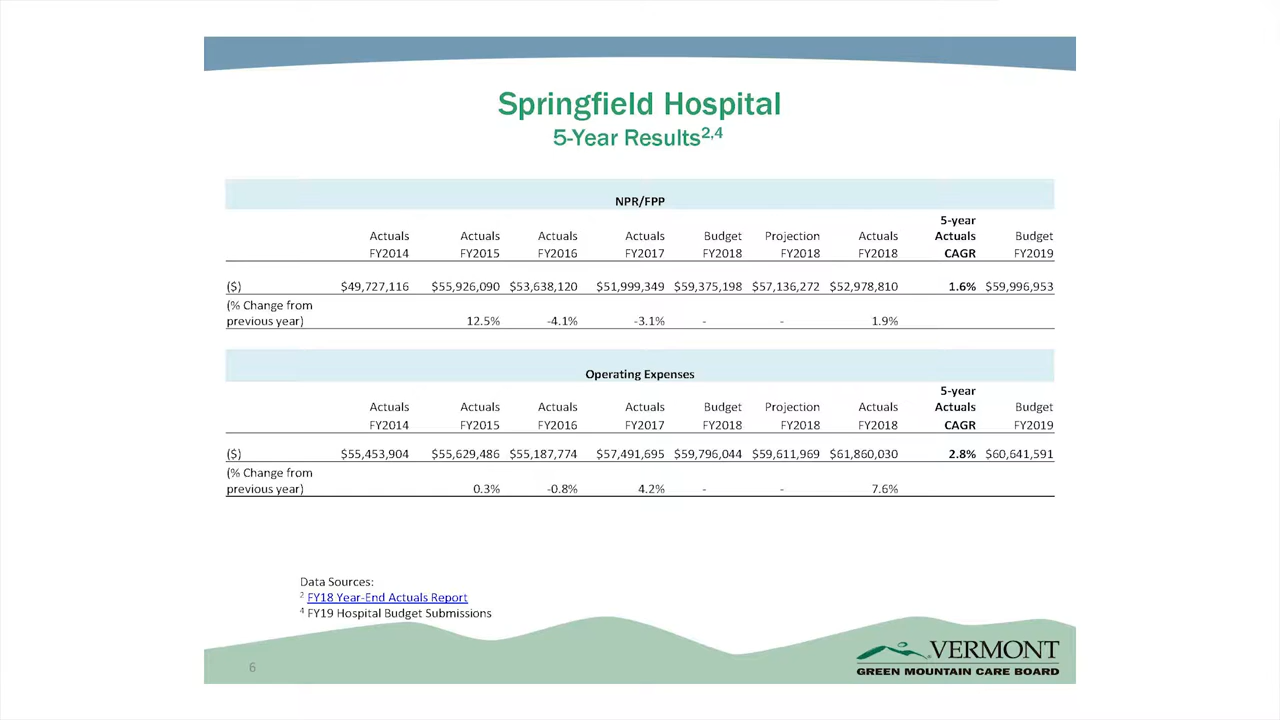 Springfield Hospital
5-Year Results2,4
NPR/FPP
Actuals FY2014 Actuals FY2015 Actuals FY2016 Actuals FY2017 Budget FY2018 Projection FY2018 Actuals FY2018 5-year Actuals CAGR Budget FY2019
($) $49,727,116 $55,926,090 $53,638,120 $51,999,349 $59,375,198 $57,136,272 $52,978,810 1.6% $59,996,953
(% Change from
previous year) 12.5% -4.1% -3.1% - - 1.9%
Operating Expenses
Actuals FY2014 Actuals FY2015 Actuals FY2016 Actuals FY2017 Budget FY2018 Projection FY2018 Actuals FY2018 5-year Actuals CAGR Budget FY2019
($) $55,453,904 $55,629,486 $55,187,774 $57,491,695 $59,796,044 $59,611,969 $61,860,030 2.8% $60,641,591
(% Change from
previous year) 0.3% -0.8% 4.2% - - 7.6%
Data Sources:
2 FY18 Year-End Actuals Report
4 FY19 Hospital Budget Submissions
6
VERMONT
GREEN MOUNTAIN CARE BOARD